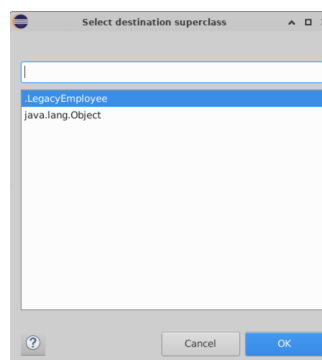 Select destination superclass
.LegacyEmployee
java.lang.Object
?
Cancel
OK